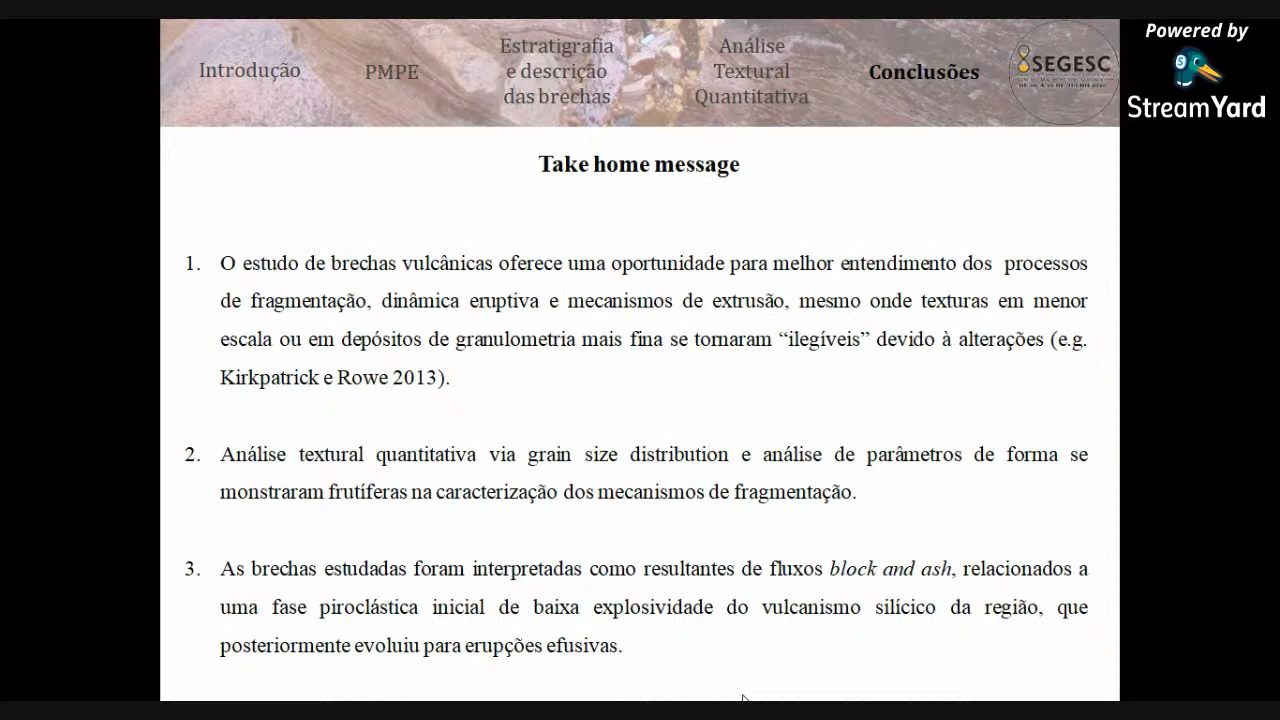 Powered by
StreamYard
Introdução
PMPE
Estratigrafia
e descrição
das brechas
Análise
Textural
Quantitativa
Conclusões
SEGESC
Take home message
1. O estudo de brechas vulcânicas oferece uma oportunidade para melhor entendimento dos processos
de fragmentação, dinâmica eruptiva e mecanismos de extrusão, mesmo onde texturas em menor
escala ou em depósitos de granulometria mais fina se tornaram “ilegíveis” devido à alterações (e.g.
Kirkpatrick e Rowe 2013).
2. Análise textural quantitativa via grain size distribution e análise de parâmetros de forma se
monstraram frutíferas na caracterização dos mecanismos de fragmentação.
3. As brechas estudadas foram interpretadas como resultantes de fluxos block and ash, relacionados a
uma fase piroclástica inicial de baixa explosividade do vulcanismo silícico da região, que
posteriormente evoluiu para erupções efusivas.